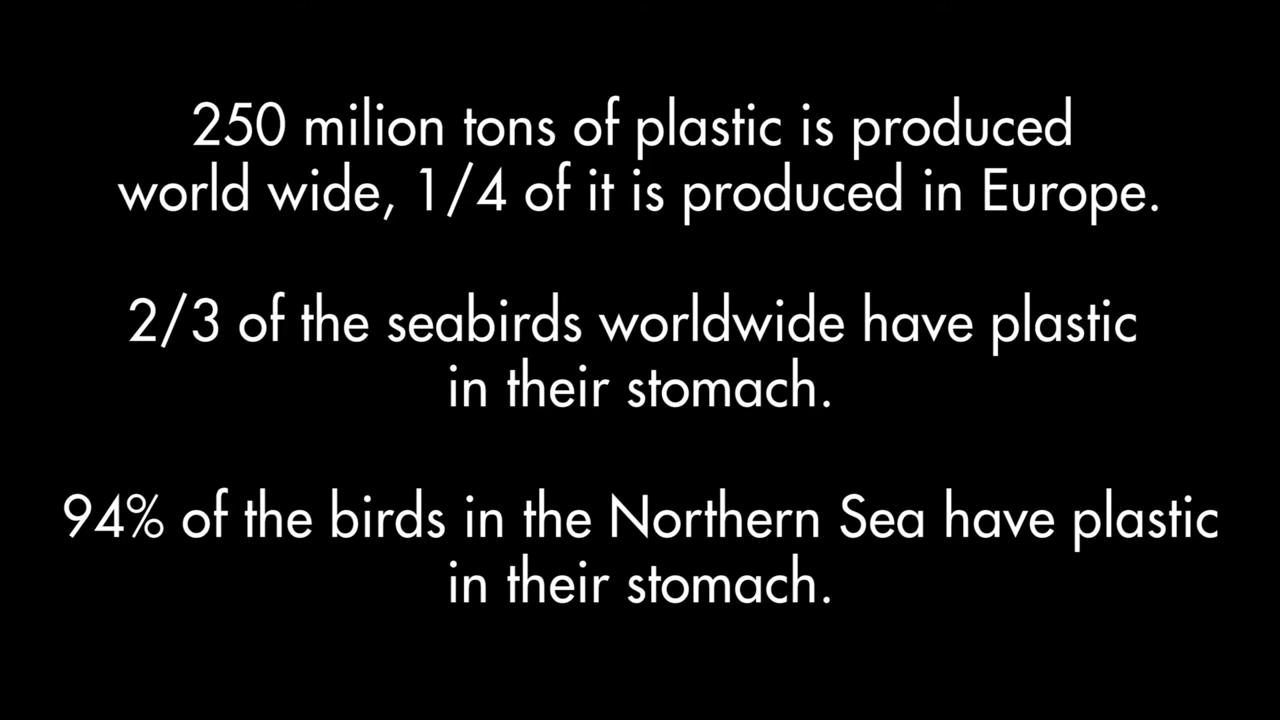 250 milion tons of plastic is produced
world wide, 1/4 of it is produced in Europe.
2/3 of the seabirds worldwide have plastic
in their stomach.
94% of the birds in the Northern Sea have plastic
in their stomach.